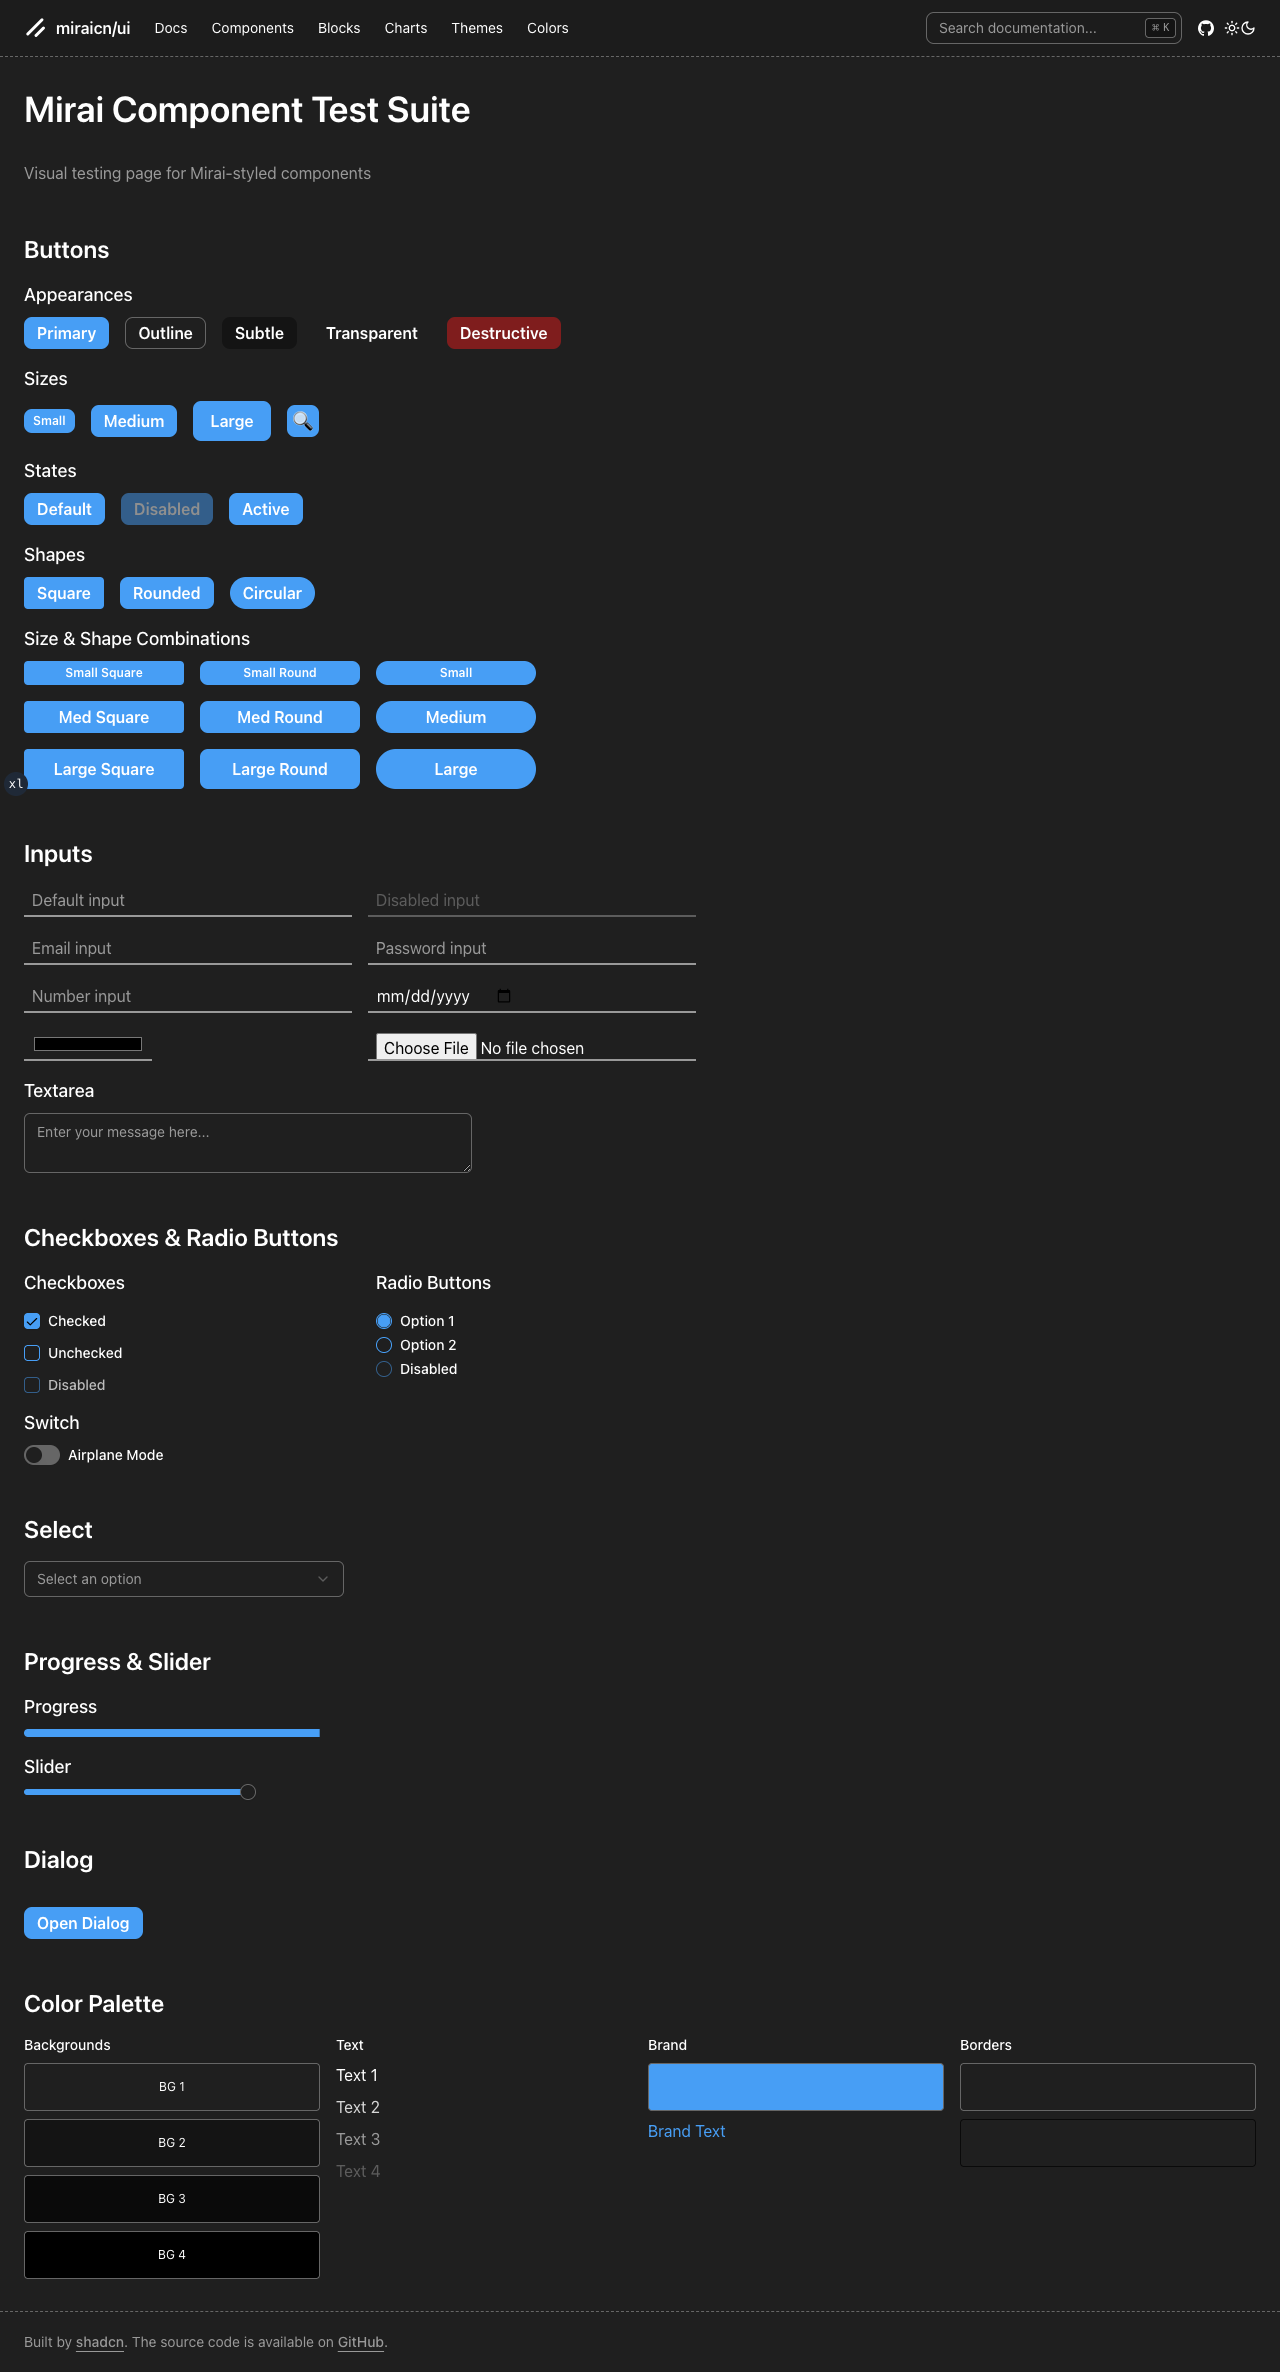 miraicn/ui Docs Components Blocks Charts Themes Colors Search documentation... ⌘ K
Mirai Component Test Suite
Visual testing page for Mirai-styled components
Buttons
Appearances
Primary Outline Subtle Transparent Destructive
Sizes
Small Medium Large
States
Default Disabled Active
Shapes
Square Rounded Circular
Size & Shape Combinations
Small Square Small Round Small
Med Square Med Round Medium
Large Square Large Round Large
xl
Inputs
Default input Disabled input
Email input Password input
Number input mm/dd/yyyy
Choose File No file chosen
Textarea
Enter your message here...
Checkboxes & Radio Buttons
Checkboxes Radio Buttons
Checked Option 1
Unchecked Option 2
Disabled Disabled
Switch
Airplane Mode
Select
Select an option
Progress & Slider
Progress
Slider
Dialog
Open Dialog
Color Palette
Backgrounds Text Brand Borders
BG 1 Text 1
BG 2 Text 2 Brand Text
BG 3 Text 3
BG 4 Text 4
Built by shadcn. The source code is available on GitHub.